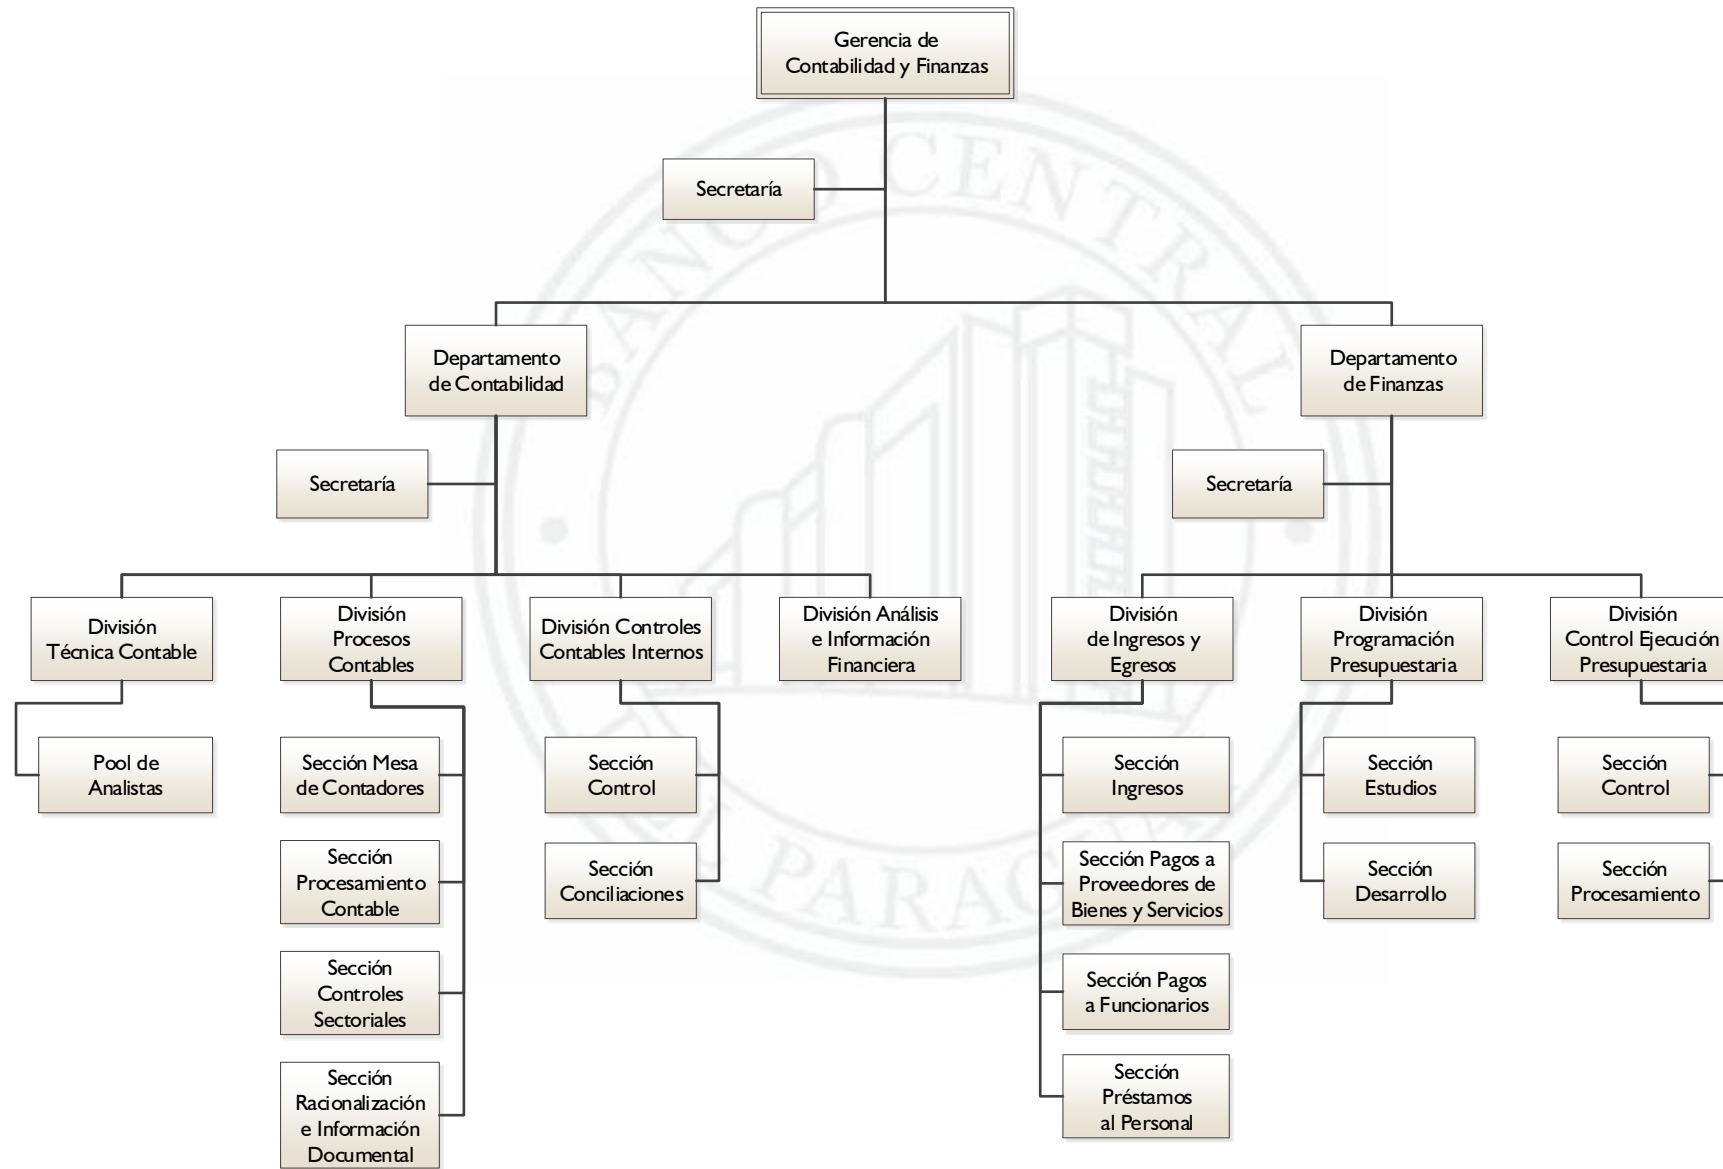 Gerencia de
Contabilidad y Finanzas
Secretaría
Departamento
de Contabilidad
Departamento
de Finanzas
Secretaría
Secretaría
División
Técnica Contable
División
Procesos
Contables
División Controles
Contables Internos
División Análisis
e Información
Financiera
División
de Ingresos y
Egresos
División
Programación
Presupuestaria
División
Control Ejecución
Presupuestaria
Pool de
Analistas
Sección Mesa
de Contadores
Sección
Control
Sección
Ingresos
Sección
Estudios
Sección
Control
Sección
Procesamiento
Contable
Sección
Conciliaciones
Sección Pagos a
Proveedores de
Bienes y Servicios
Sección
Desarrollo
Sección
Procesamiento
Sección
Controles
Sectoriales
Sección Pagos
a Funcionarios
Sección
Racionalización
e Información
Documental
Sección
Préstamos
al Personal
BANCO CENTRAL
PARAGUAY